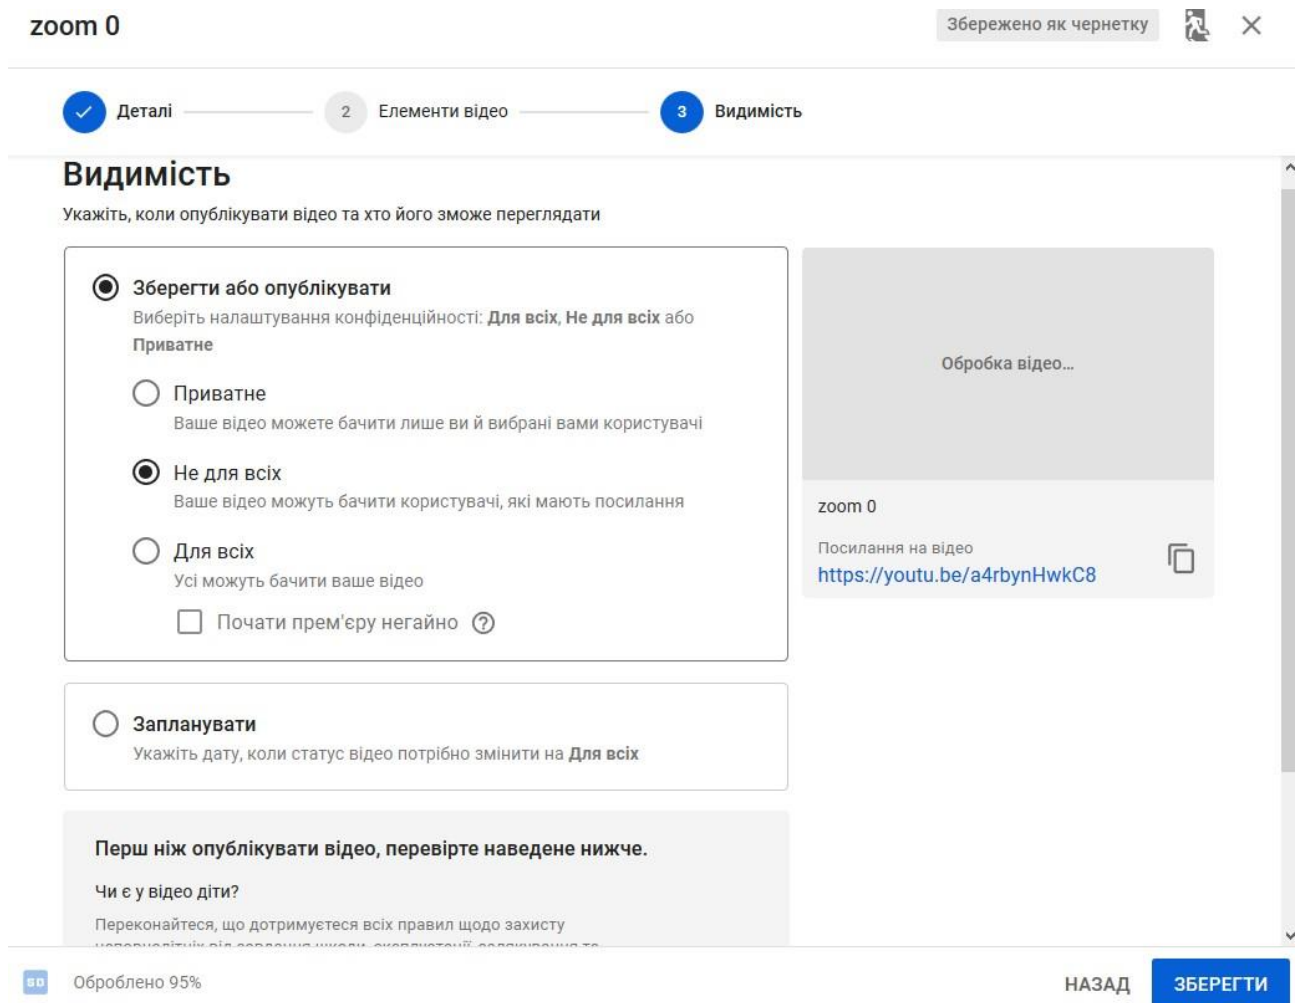 zoom 0
Збережено як чернетку
Деталі
2
Елементи відео
3
Видимість
Видимість
Укажіть, коли опублікувати відео та хто його зможе переглядати
Зберегти або опублікувати
Виберіть налаштування конфіденційності: Для всіх, Не для всіх або
Приватне
Приватне
Ваше відео можете бачити лише ви й вибрані вами користувачі
Не для всіх
Ваше відео можуть бачити користувачі, які мають посилання
Для всіх
Усі можуть бачити ваше відео
Почати прем'єру негайно
Обробка відео...
zoom 0
Посилання на відео
https://youtu.be/a4rbynHwkC8
Запланувати
Укажіть дату, коли статус відео потрібно змінити на Для всіх
Перш ніж опублікувати відео, перевірте наведене нижче.
Чи є у відео діти?
Переконайтеся, що дотримуєтеся всіх правил щодо захисту
SD
Оброблено 95%
НАЗАД
ЗБЕРЕГТИ